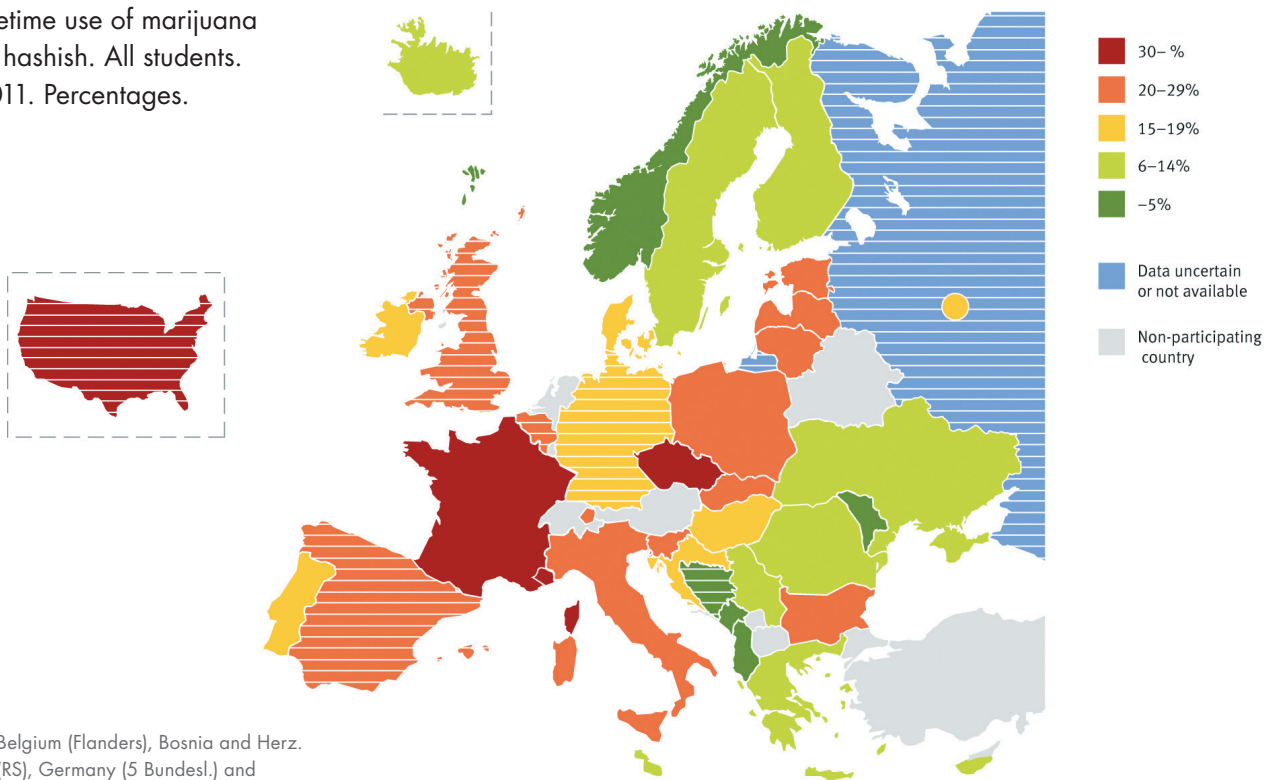 etime use of marijuana
hashish. All students.
011. Percentages.
30– %
20–29%
15–19%
6–14%
–5%
Data uncertain
or not available
Non-participating
country
Belgium (Flanders), Bosnia and Herz.
(RS), Germany (5 Bundesl.) and